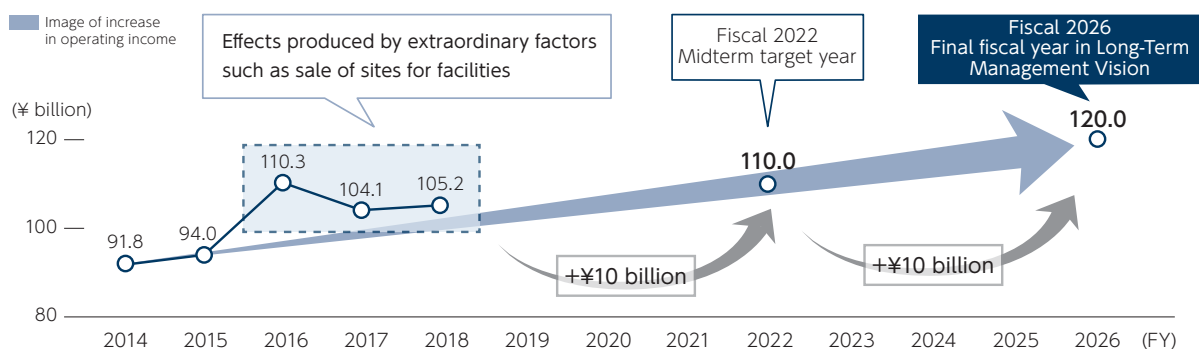 Image of increase
in operating income
Effects produced by extraordinary factors
such as sale of sites for facilities
Fiscal 2022
Midterm target year
Fiscal 2026
Final fiscal year in Long-Term
Management Vision
(¥ billion)
120
100
80
91.8
94.0
110.3
104.1
105.2
110.0
120.0
+¥10 billion
+¥10 billion
2014 2015 2016 2017 2018 2019 2020 2021 2022 2023 2024 2025 2026 (FY)